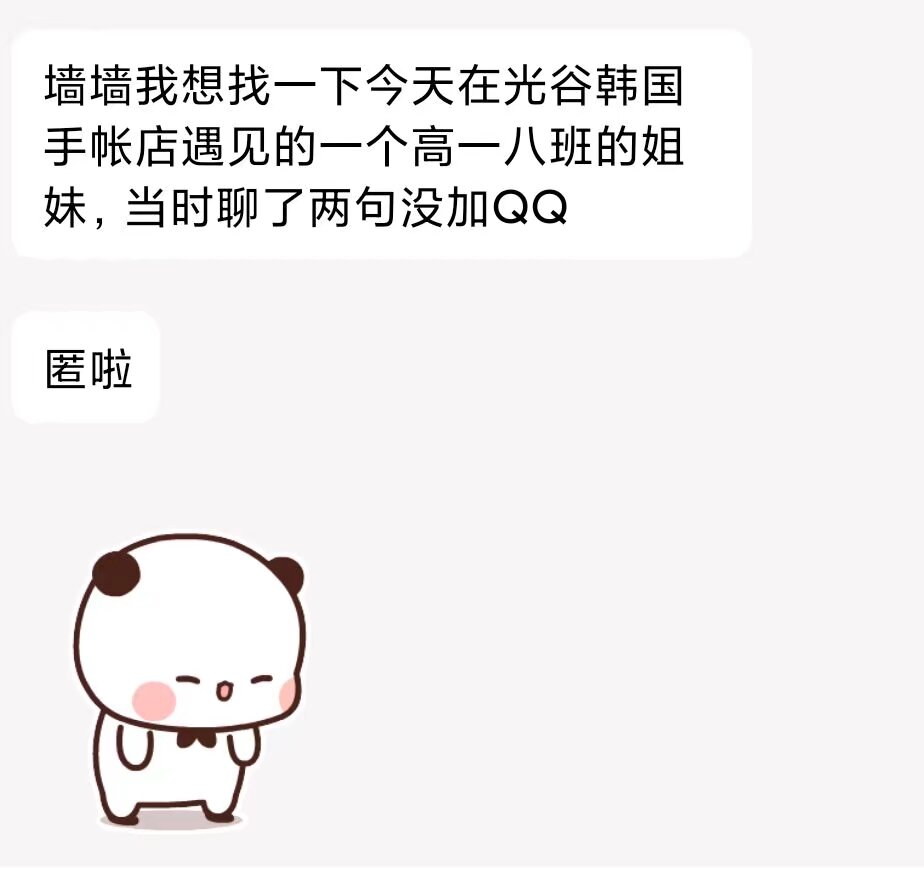 墙墙我想找一下今天在光谷韩国
手帐店遇见的一个高一八班的姐
妹，当时聊了两句没加QQ
匿啦